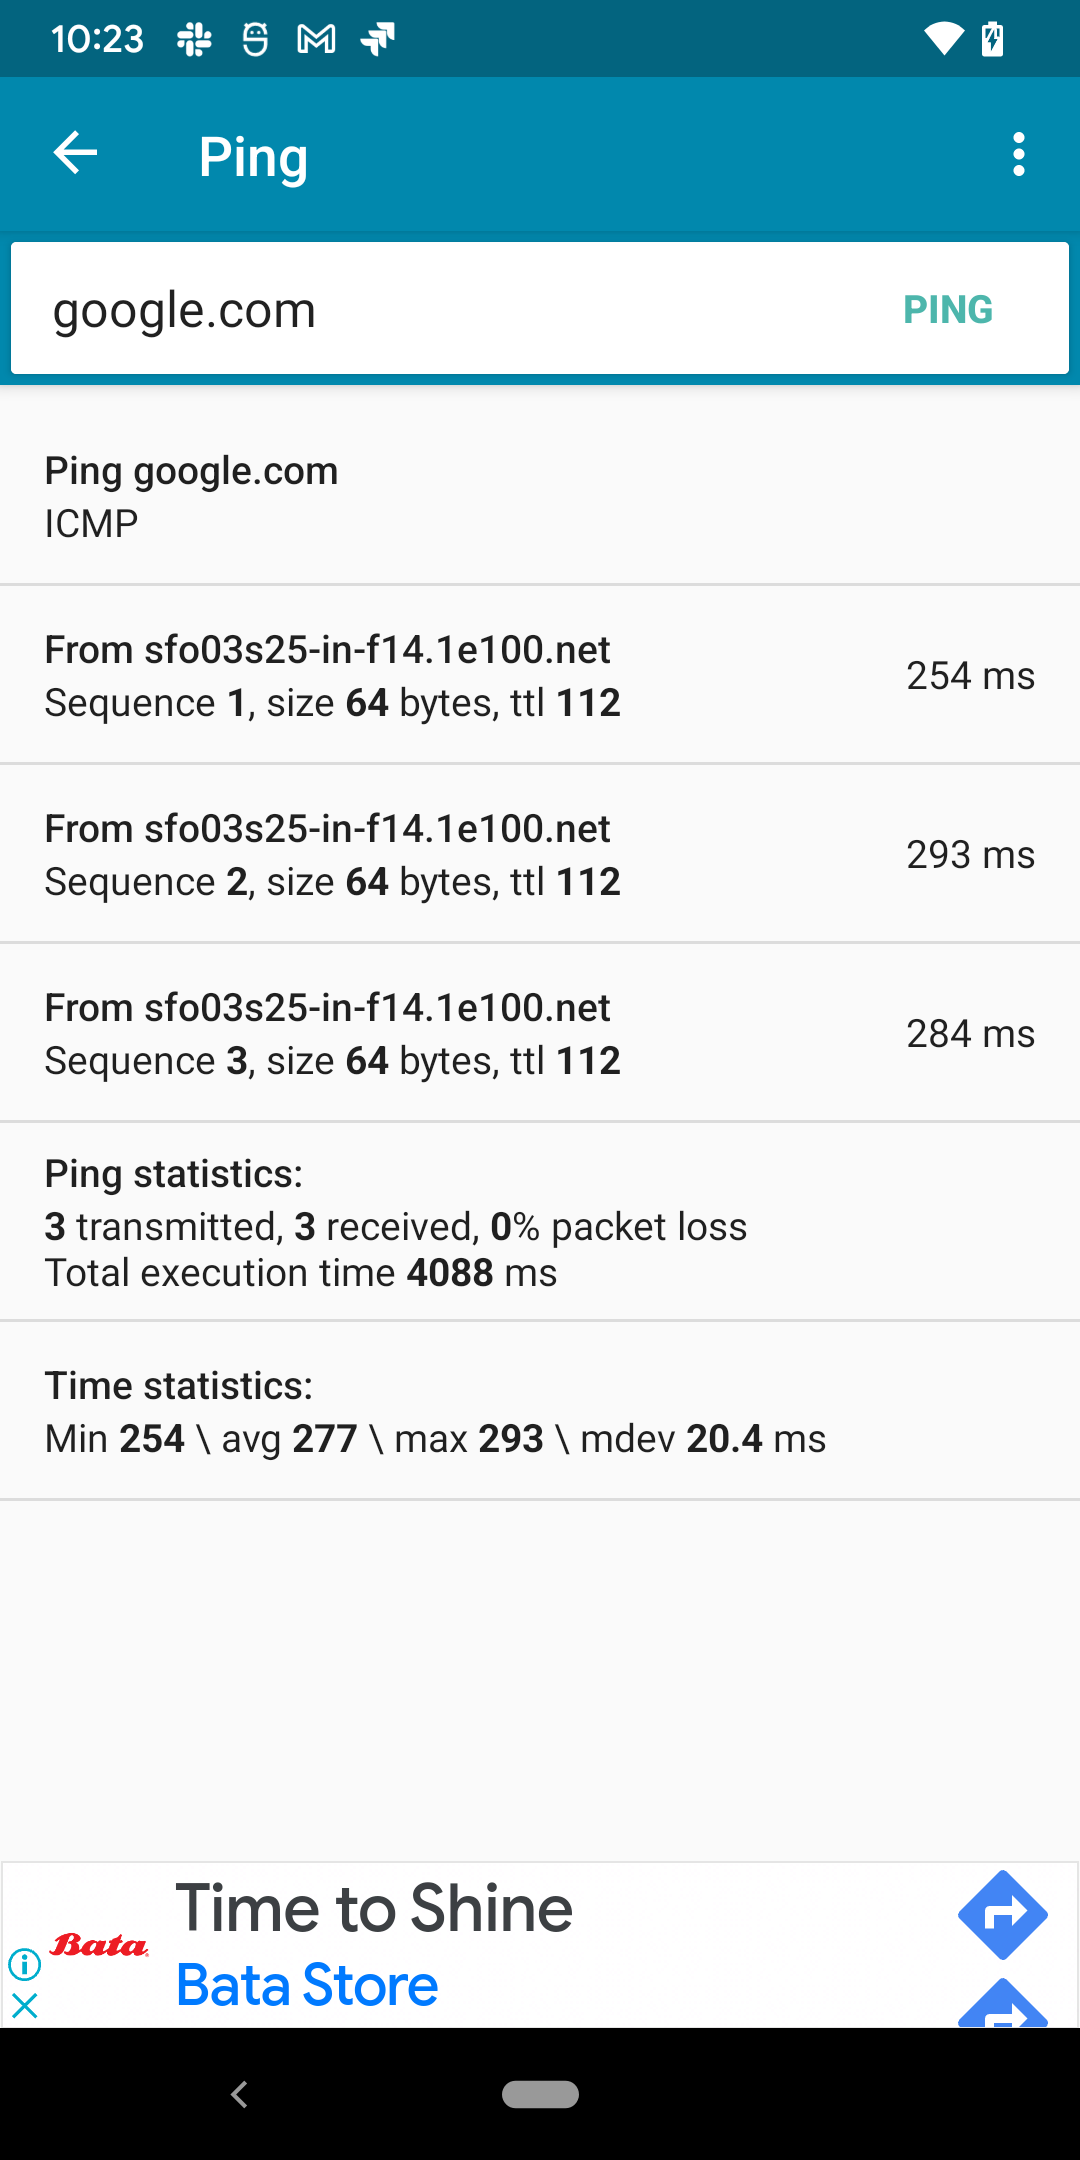 10:23
71
Ping
google.com
PING
Ping google.com
ICMP
From sfo03s25-in-f14.1e100.net
Sequence 1, size 64 bytes, ttl 112
254 ms
From sfo03s25-in-f14.1e100.net
Sequence 2, size 64 bytes, ttl 112
293 ms
From sfo03s25-in-f14.1e100.net
Sequence 3, size 64 bytes, ttl 112
284 ms
Ping statistics:
3 transmitted, 3 received, 0% packet loss
Total execution time 4088 ms
Time statistics:
Min 254 \ avg 277 \ max 293 \ mdev 20.4 ms
Bata
Time to Shine
Bata Store